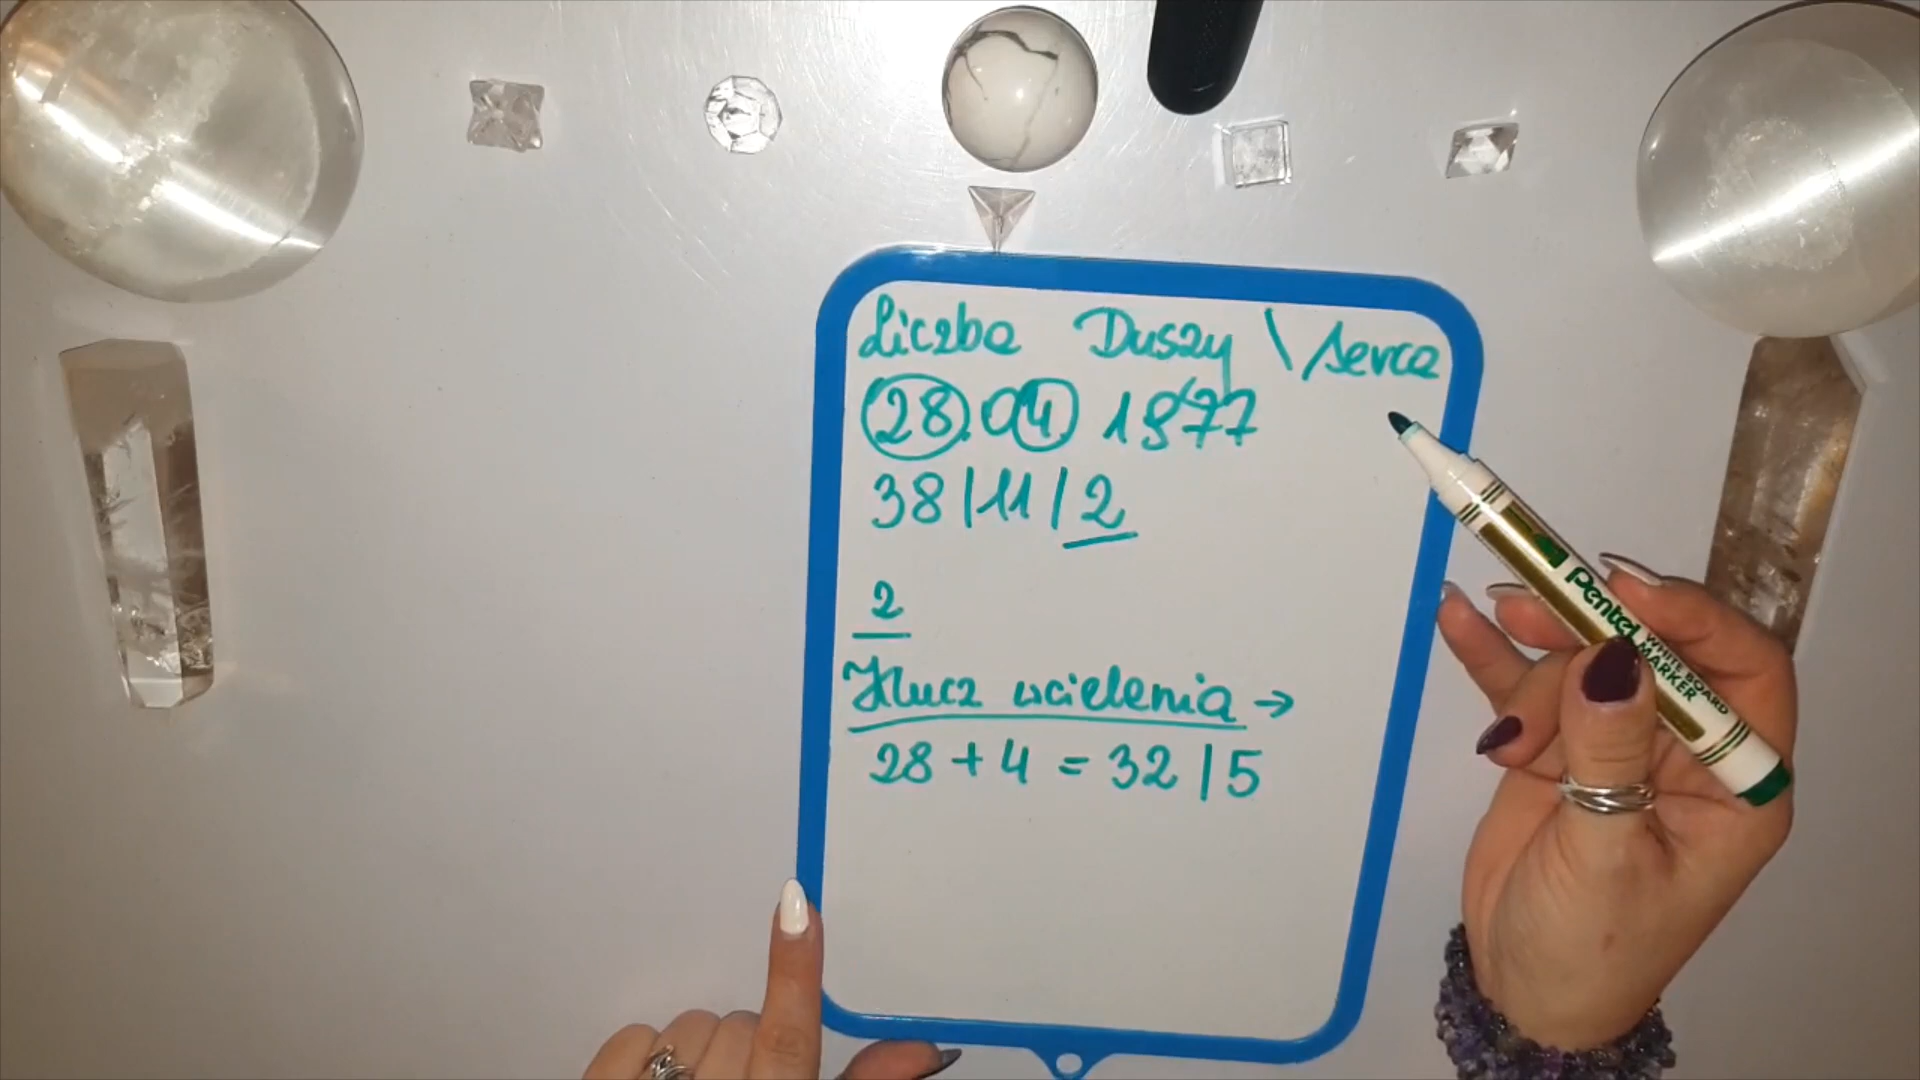 Liczba Duszy \ serca
28.04 1977
38 | 11 | 2
2
Klucz wcielenia →
28 + 4 = 32 | 5
Pentel WHITE BOARD MARKER